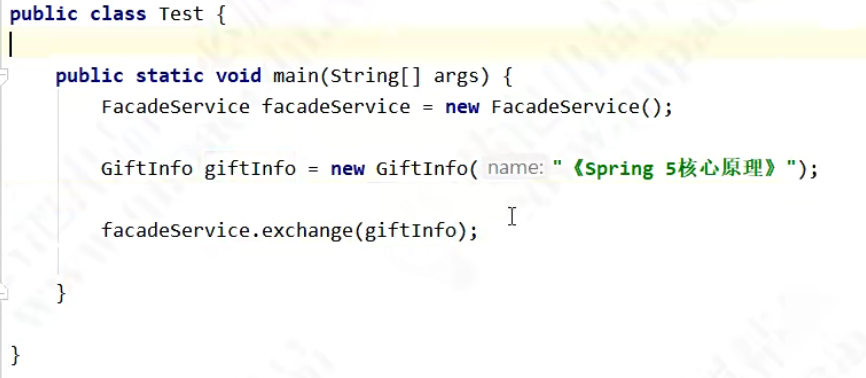 public class Test {
public static void main(String[] args) {
FacadeService facadeService = new FacadeService();
GiftInfo giftInfo = new GiftInfo( name: "《Spring 5核心原理》");
facadeService.exchange(giftInfo);
}
}